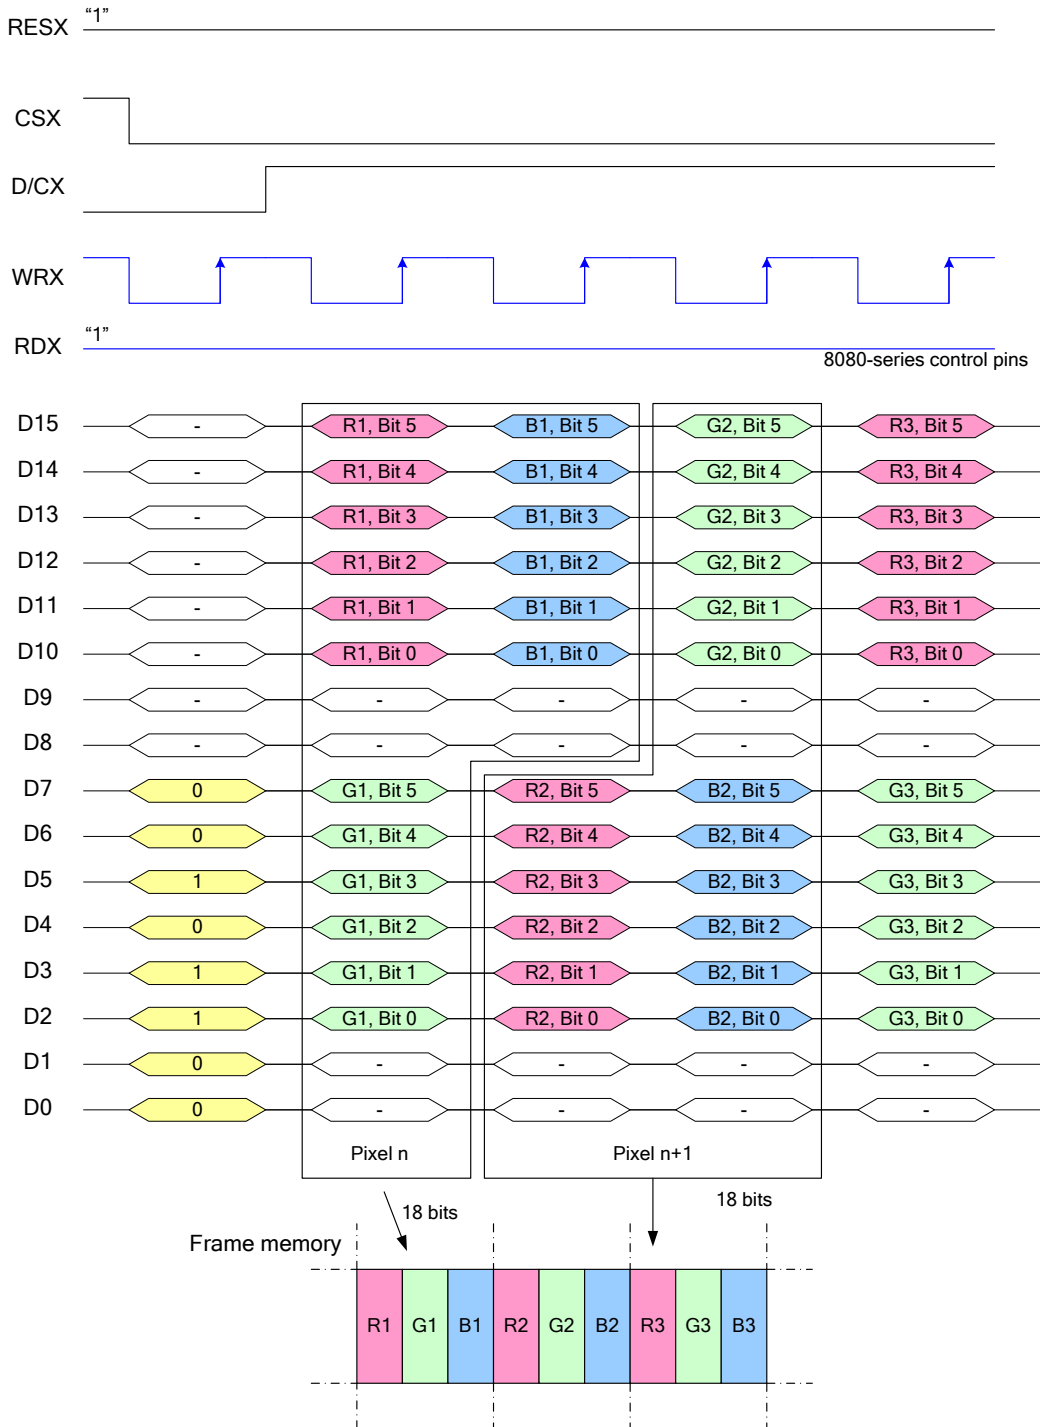 RESX “1”
CSX
D/CX
WRX
RDX “1”
8080-series control pins
D15 - R1, Bit 5 B1, Bit 5 G2, Bit 5 R3, Bit 5
D14 - R1, Bit 4 B1, Bit 4 G2, Bit 4 R3, Bit 4
D13 - R1, Bit 3 B1, Bit 3 G2, Bit 3 R3, Bit 3
D12 - R1, Bit 2 B1, Bit 2 G2, Bit 2 R3, Bit 2
D11 - R1, Bit 1 B1, Bit 1 G2, Bit 1 R3, Bit 1
D10 - R1, Bit 0 B1, Bit 0 G2, Bit 0 R3, Bit 0
D9 - - - - -
D8 - - - - -
D7 0 G1, Bit 5 R2, Bit 5 B2, Bit 5 G3, Bit 5
D6 0 G1, Bit 4 R2, Bit 4 B2, Bit 4 G3, Bit 4
D5 1 G1, Bit 3 R2, Bit 3 B2, Bit 3 G3, Bit 3
D4 0 G1, Bit 2 R2, Bit 2 B2, Bit 2 G3, Bit 2
D3 1 G1, Bit 1 R2, Bit 1 B2, Bit 1 G3, Bit 1
D2 1 G1, Bit 0 R2, Bit 0 B2, Bit 0 G3, Bit 0
D1 0 - - - -
D0 0 - - - -
Pixel n Pixel n+1
18 bits 18 bits
Frame memory
R1 G1 B1 R2 G2 B2 R3 G3 B3